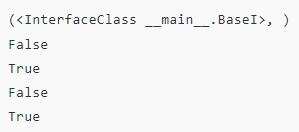 (<InterfaceClass __main__.BaseI>, )
False
True
False
True